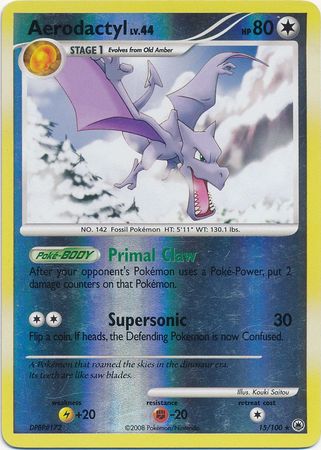 Aerodactyl LV.44 HP 80
STAGE 1 Evolves from Old Amber
NO. 142 Fossil Pokémon HT: 5'11" WT: 130.1 lbs.
Poké-BODY Primal Claw
After your opponent's Pokémon uses a Poké-Power, put 2
damage counters on that Pokémon.
Supersonic 30
Flip a coin. If heads, the Defending Pokémon is now Confused.
A Pokémon that roamed the skies in the dinosaur era.
Its teeth are like saw blades.
Illus. Kouki Saitou
weakness resistance retreat cost
+20 -20
DPBP#172 ©2008 Pokémon/Nintendo 15/100 ★